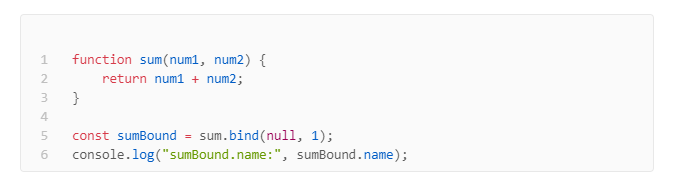 1 function sum(num1, num2) {
2     return num1 + num2;
3 }
4
5 const sumBound = sum.bind(null, 1);
6 console.log("sumBound.name:", sumBound.name);